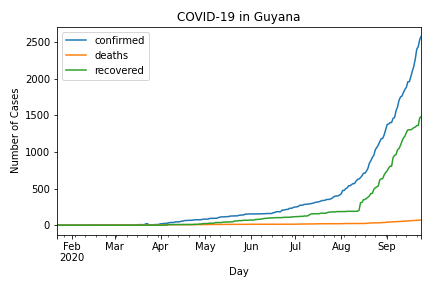 COVID-19 in Guyana
confirmed
deaths
recovered
Number of Cases
2500
2000
1500
1000
500
0
Feb Mar Apr May Jun Jul Aug Sep
2020
Day